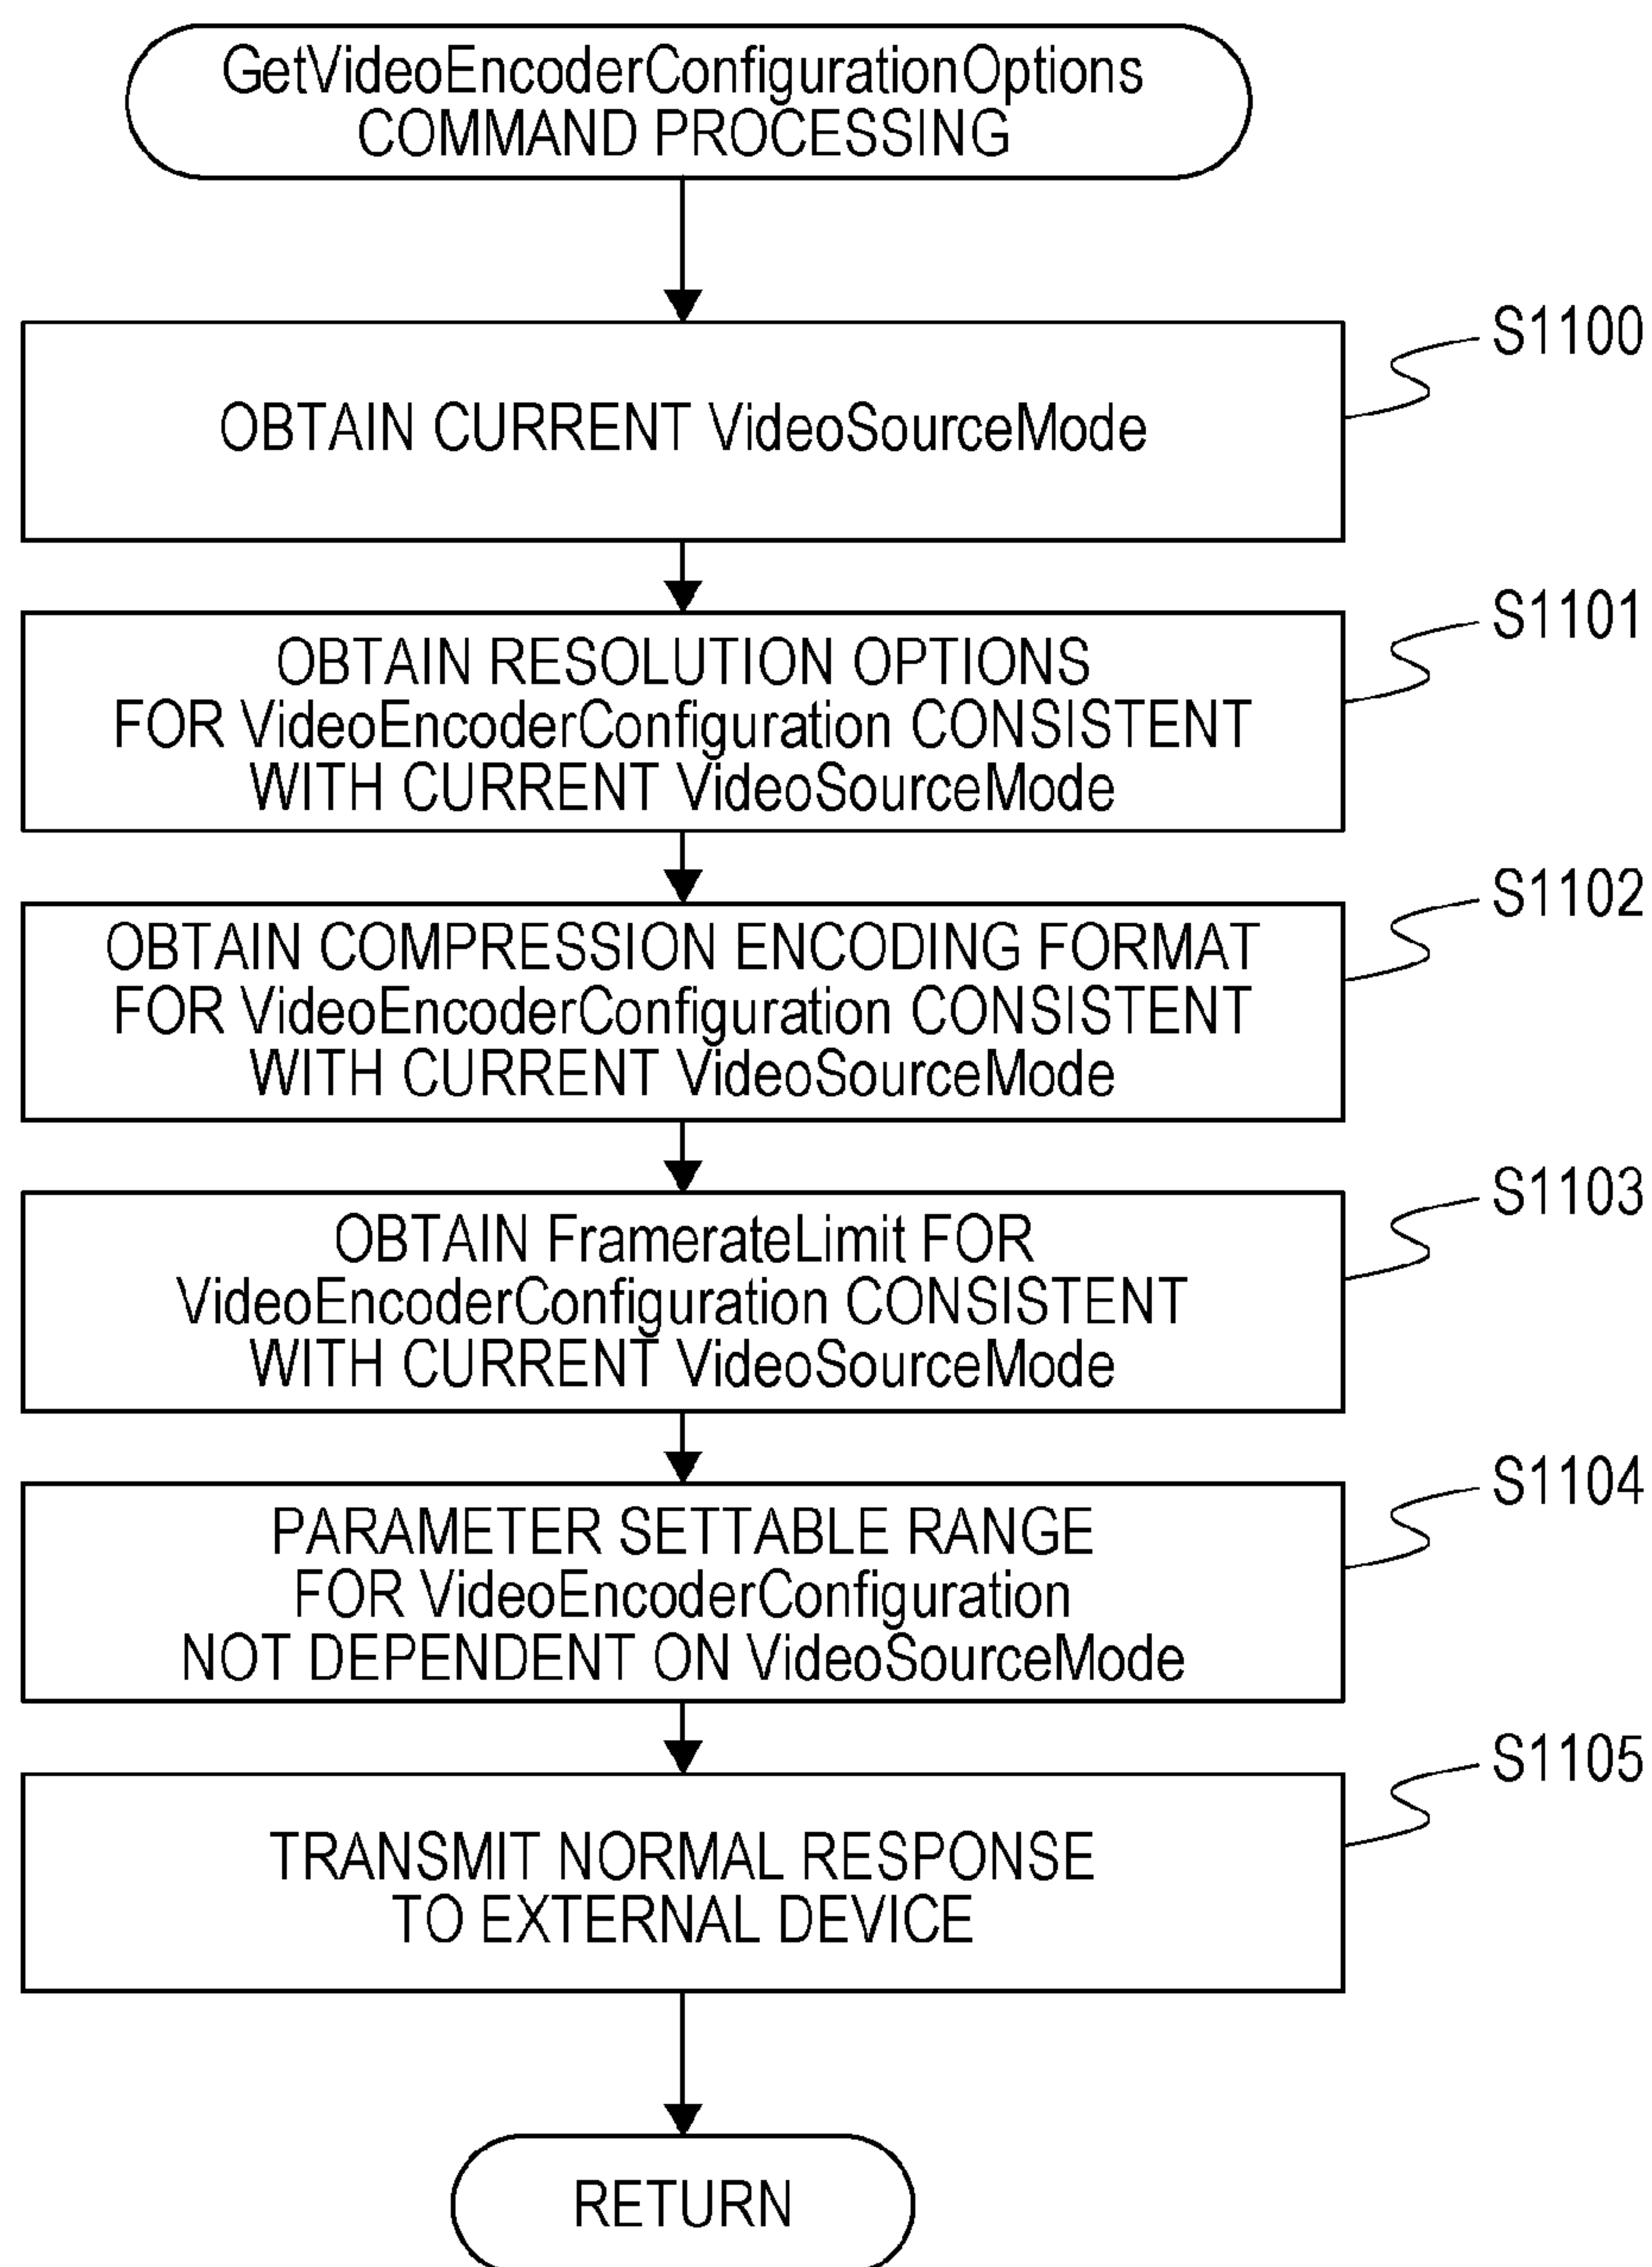 GetVideoEncoderConfigurationOptions
COMMAND PROCESSING
S1100
OBTAIN CURRENT VideoSourceMode
S1101
OBTAIN RESOLUTION OPTIONS
FOR VideoEncoderConfiguration CONSISTENT
WITH CURRENT VideoSourceMode
S1102
OBTAIN COMPRESSION ENCODING FORMAT
FOR VideoEncoderConfiguration CONSISTENT
WITH CURRENT VideoSourceMode
S1103
OBTAIN FramerateLimit FOR
VideoEncoderConfiguration CONSISTENT
WITH CURRENT VideoSourceMode
S1104
PARAMETER SETTABLE RANGE
FOR VideoEncoderConfiguration
NOT DEPENDENT ON VideoSourceMode
S1105
TRANSMIT NORMAL RESPONSE
TO EXTERNAL DEVICE
RETURN